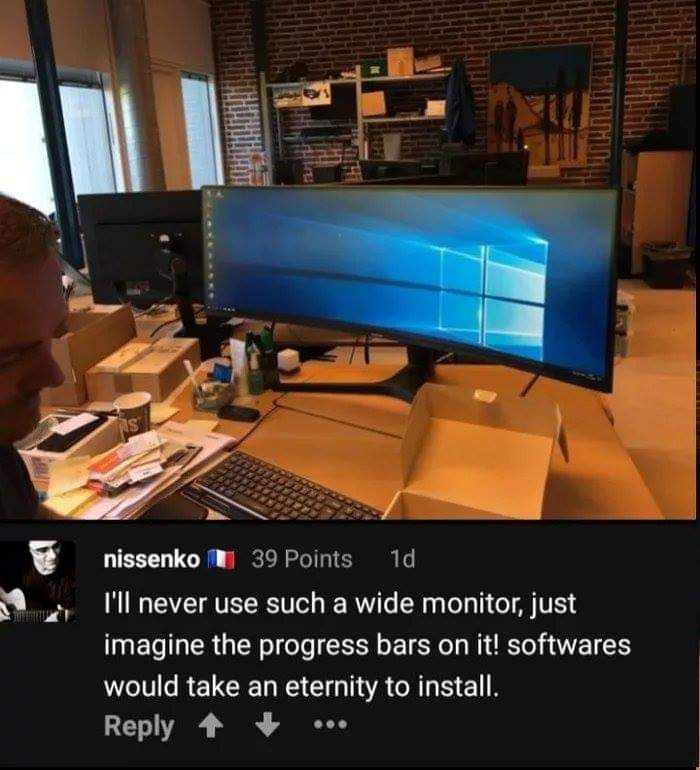 nissenko 39 Points 1d
I'll never use such a wide monitor, just
imagine the progress bars on it! softwares
would take an eternity to install.
Reply